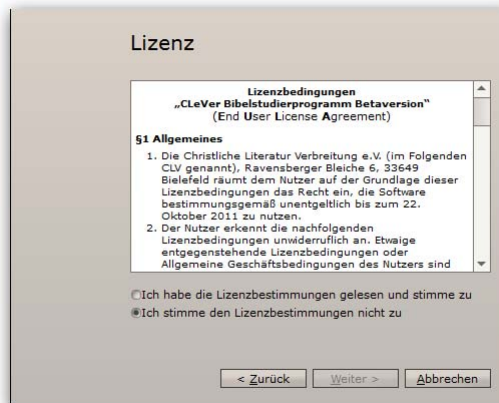 Lizenz
Lizenzbedingungen
„CLeVer Bibelstudierprogramm Betaversion"
(End User License Agreement)
§1 Allgemeines
1. Die Christliche Literatur Verbreitung e.V. (im Folgenden
CLV genannt), Ravensberger Bleiche 6, 33649
Bielefeld räumt dem Nutzer auf der Grundlage dieser
Lizenzbedingungen das Recht ein, die Software
bestimmungsgemäß unentgeltlich bis zum 22.
Oktober 2011 zu nutzen.
2. Der Nutzer erkennt die nachfolgenden
Lizenzbedingungen unwiderruflich an. Etwaige
entgegenstehende Lizenzbedingungen oder
Allgemeine Geschäftsbedingungen des Nutzers sind
Ich habe die Lizenzbestimmungen gelesen und stimme zu
Ich stimme den Lizenzbestimmungen nicht zu
< Zurück Weiter > Abbrechen